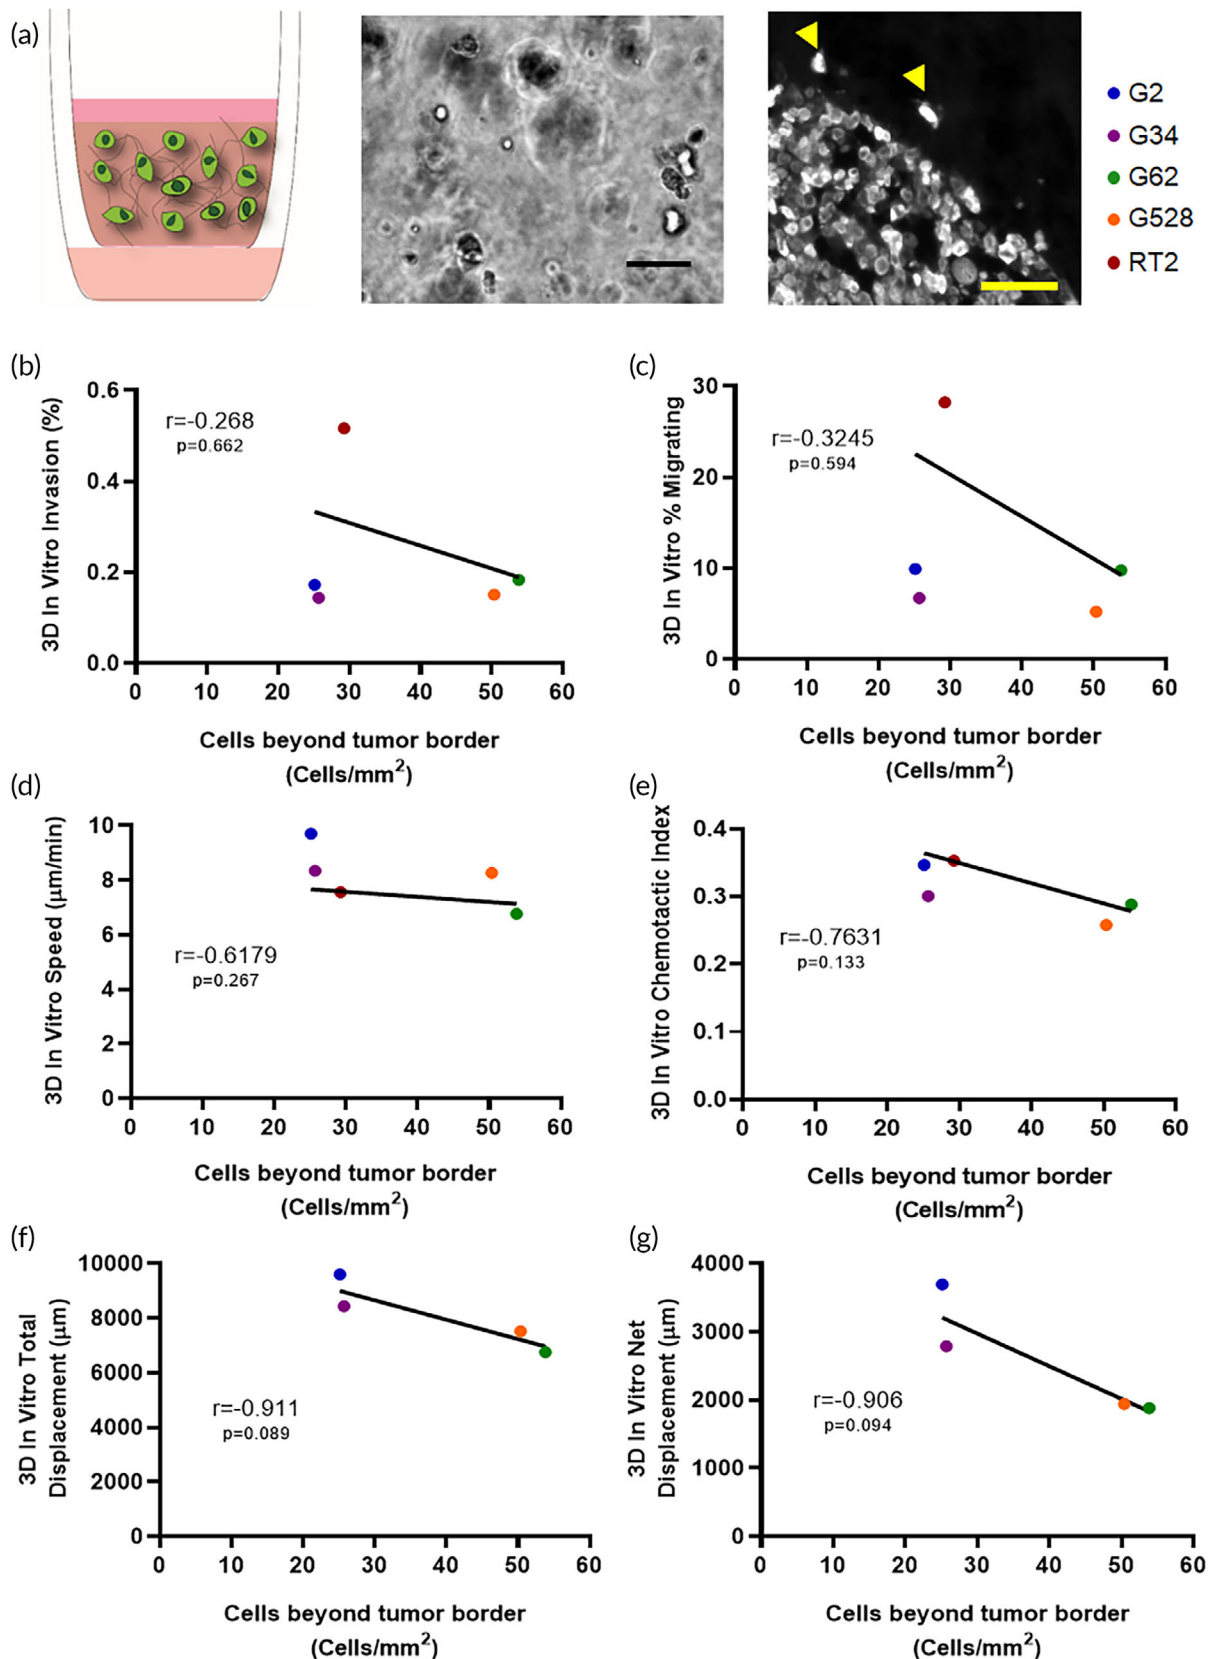 (a)
G2
G34
G62
G528
RT2
(b)
3D In Vitro Invasion (%)
0.6
0.4
0.2
0.0
r=-0.268
p=0.662
0 10 20 30 40 50 60
Cells beyond tumor border
(Cells/mm²)
(c)
3D In Vitro % Migrating
30
20
10
0
r=-0.3245
p=0.594
0 10 20 30 40 50 60
Cells beyond tumor border
(Cells/mm²)
(d)
3D In Vitro Speed (μm/min)
10
8
6
4
2
0
r=-0.6179
p=0.267
0 10 20 30 40 50 60
Cells beyond tumor border
(Cells/mm²)
(e)
3D In Vitro Chemotactic Index
0.4
0.3
0.2
0.1
0.0
r=-0.7631
p=0.133
0 10 20 30 40 50 60
Cells beyond tumor border
(Cells/mm²)
(f)
3D In Vitro Total
Displacement (μm)
10000
8000
6000
4000
2000
0
r=-0.911
p=0.089
0 10 20 30 40 50 60
Cells beyond tumor border
(Cells/mm²)
(g)
3D In Vitro Net
Displacement (μm)
4000
3000
2000
1000
0
r=-0.906
p=0.094
0 10 20 30 40 50 60
Cells beyond tumor border
(Cells/mm²)